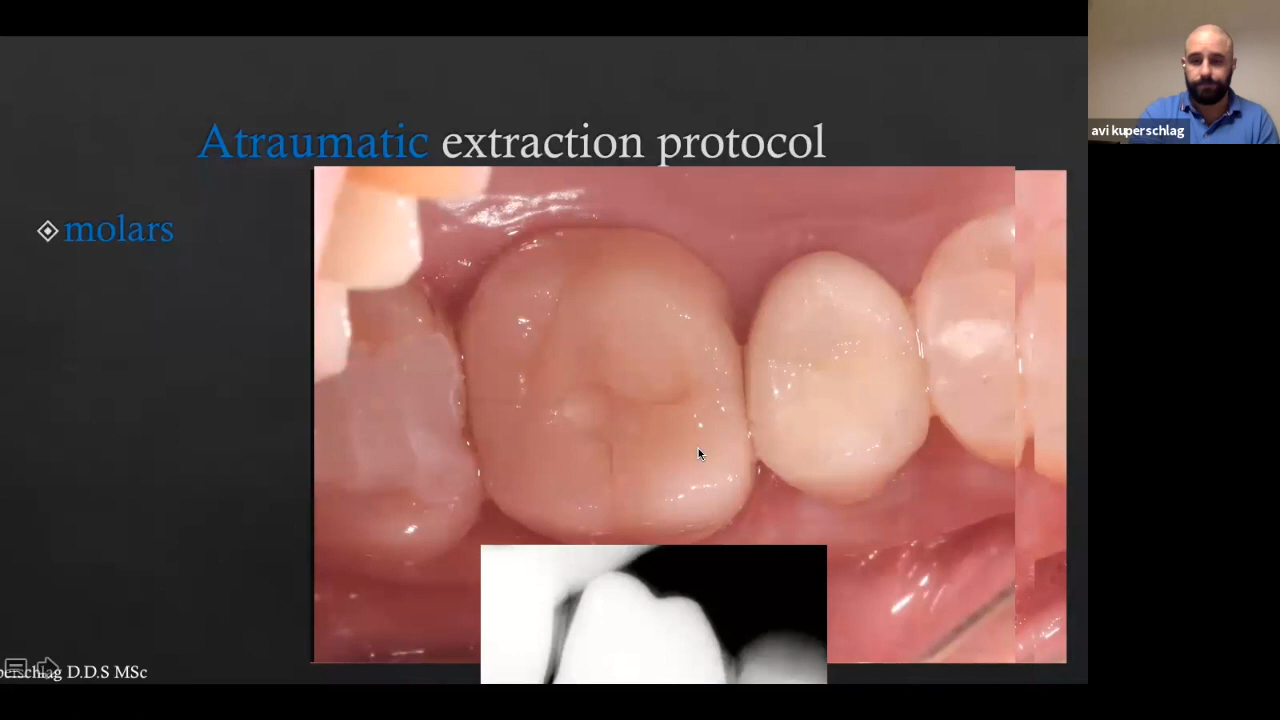 Atraumatic extraction protocol
molars
avi kuperschlag
D.D.S MSc